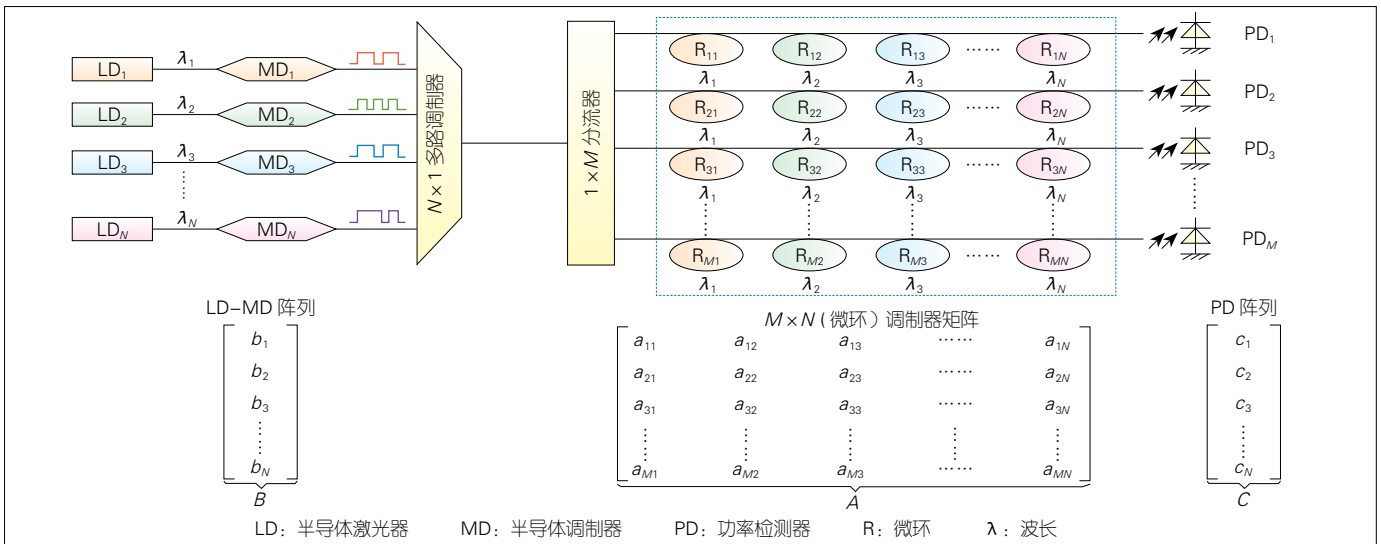 LD₁ λ₁ MD₁
LD₂ λ₂ MD₂
LD₃ λ₃ MD₃
⋮
LD_N λ_N MD_N
N×1 多路调制器
1×M 分流器
R₁₁ R₁₂ R₁₃ …… R₁N PD₁
λ₁ λ₂ λ₃ λ_N
R₂₁ R₂₂ R₂₃ …… R₂N PD₂
λ₁ λ₂ λ₃ λ_N
R₃₁ R₃₂ R₃₃ …… R₃N PD₃
λ₁ λ₂ λ₃ λ_N
⋮ ⋮ ⋮ ⋮ ⋮
R_M1 R_M2 R_M3 …… R_MN PD_M
λ₁ λ₂ λ₃ λ_N
LD-MD 阵列
b₁
b₂
b₃
⋮
b_N
B
M×N(微环)调制器矩阵
a₁₁ a₁₂ a₁₃ …… a₁N
a₂₁ a₂₂ a₂₃ …… a₂N
a₃₁ a₃₂ a₃₃ …… a₃N
⋮ ⋮ ⋮ ⋮ ⋮
a_M1 a_M2 a_M3 …… a_MN
A
PD 阵列
c₁
c₂
c₃
⋮
c_N
C
LD:半导体激光器 MD:半导体调制器 PD:功率检测器 R:微环 λ:波长